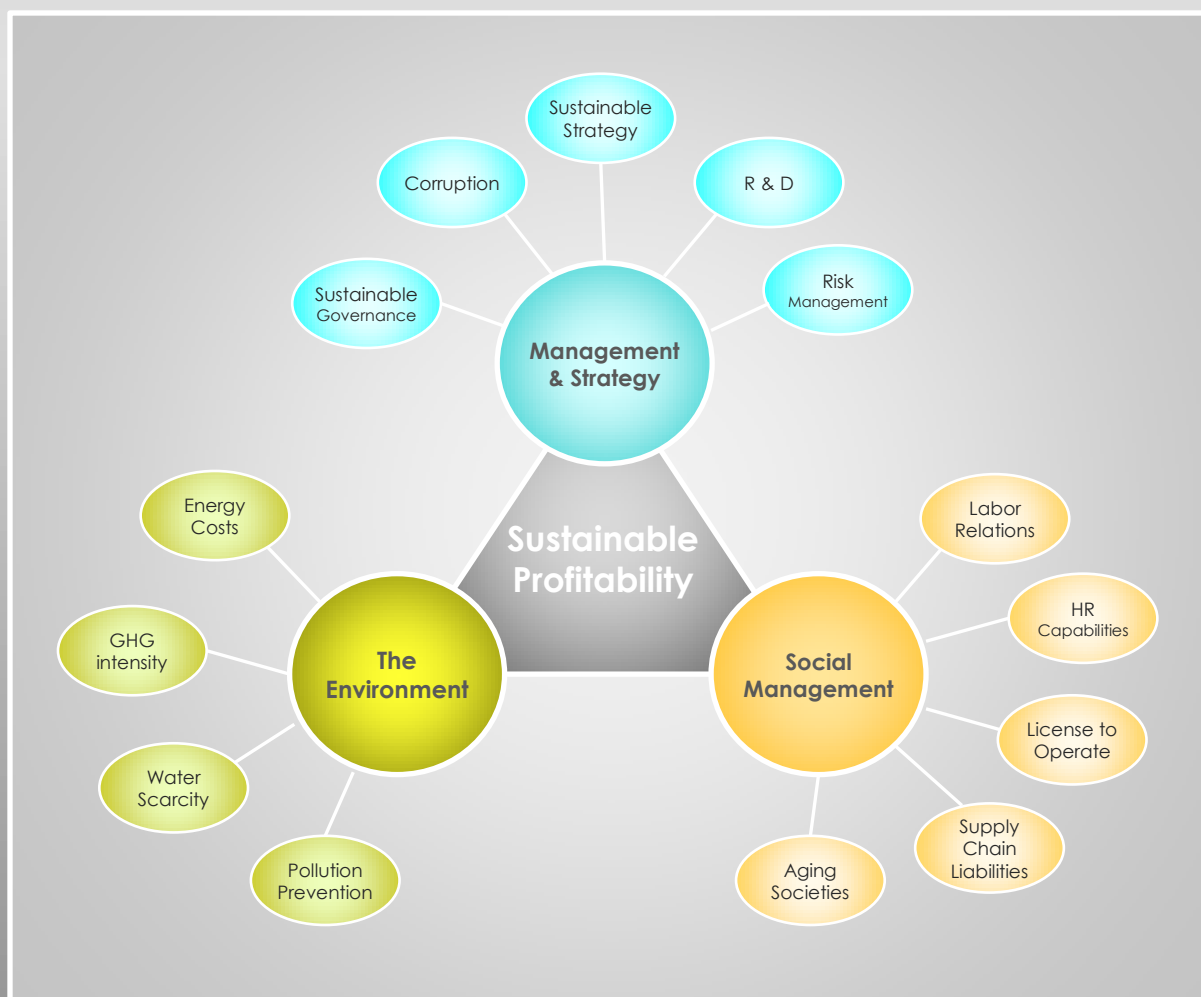 Sustainable
Strategy
Corruption
R & D
Sustainable
Governance
Risk
Management
Management
& Strategy
Sustainable
Profitability
Energy
Costs
GHG
intensity
Water
Scarcity
Pollution
Prevention
The
Environment
Social
Management
Labor
Relations
HR
Capabilities
License to
Operate
Supply
Chain
Liabilities
Aging
Societies